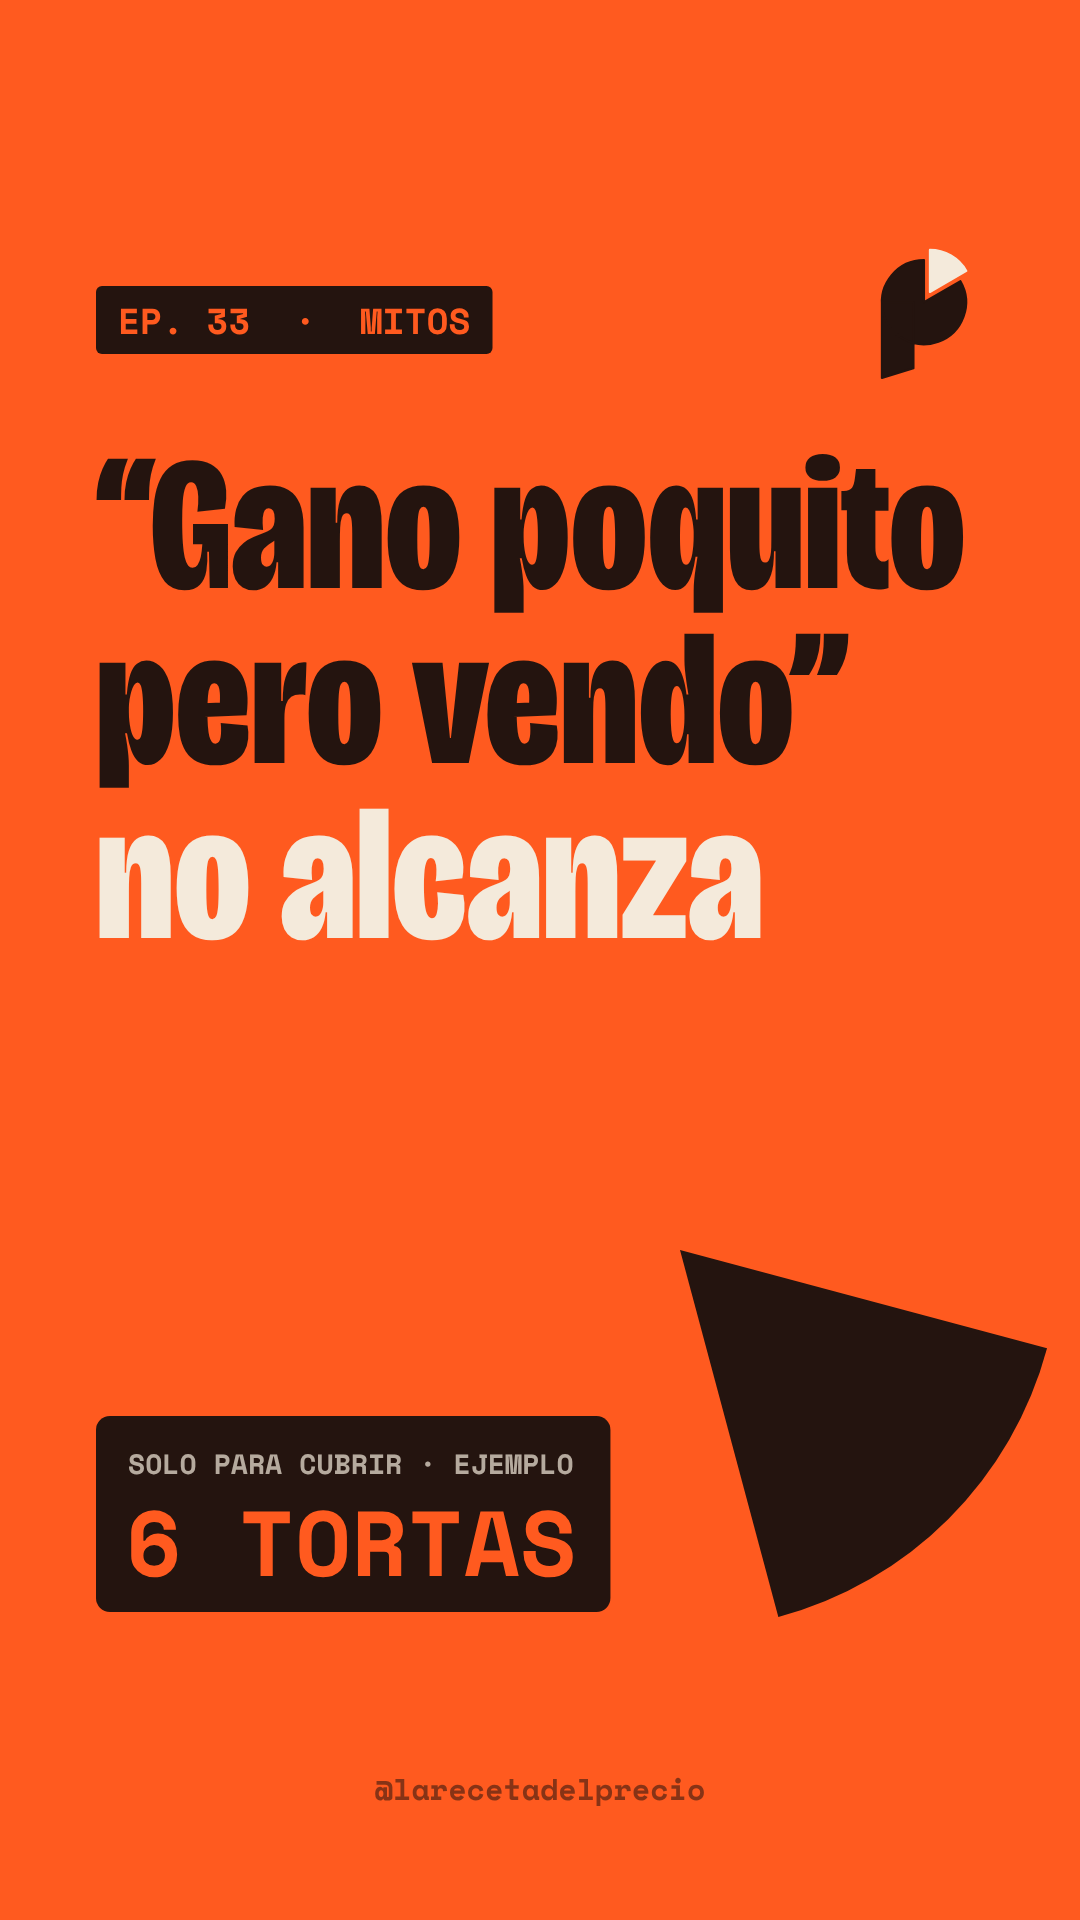 EP. 33 · MITOS
“Gano poquito
pero vendo”
no alcanza
SOLO PARA CUBRIR · EJEMPLO
6 TORTAS
@larecetadelprecio